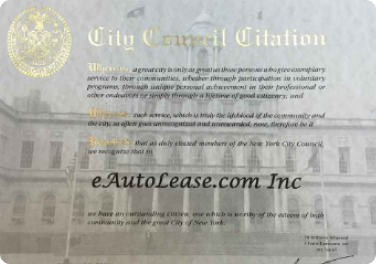 City Council Citation
Whereas, a great city is only as great as those persons who give exemplary
service to their communities, whether through participation in voluntary
programs, through unique personal achievement in their professional or
other endeavors or simply through a lifetime of good citizenry; and
Whereas, such service, which is truly the lifeblood of the community and
the city, so often goes unrecognized and unrewarded, now, therefore be it
that as duly elected members of the New York City Council,
we recognize that in
eAutoLease.com Inc
we have an outstanding citizen, one which is worthy of the esteem of both
community and the great City of New York.